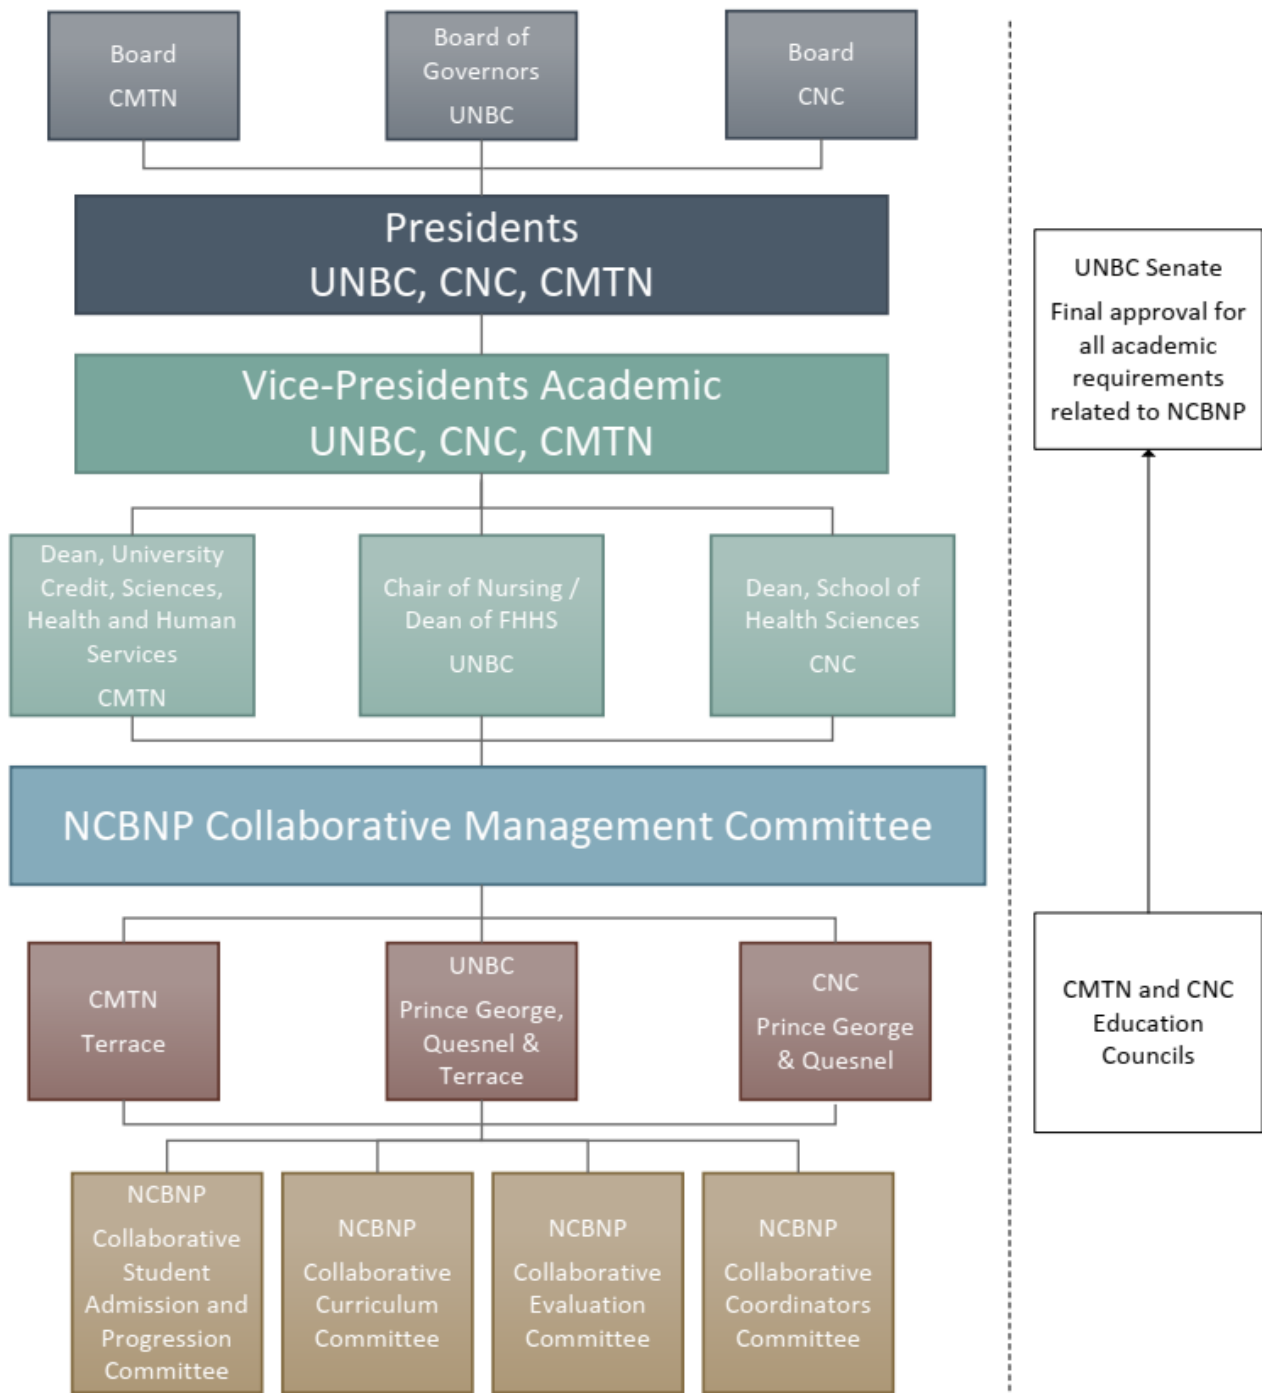 Board
CMTN
Board of
Governors
UNBC
Board
CNC
Presidents
UNBC, CNC, CMTN
Vice-Presidents Academic
UNBC, CNC, CMTN
Dean, University
Credit, Sciences,
Health and Human
Services
CMTN
Chair of Nursing /
Dean of FHHS
UNBC
Dean, School of
Health Sciences
CNC
NCBNP Collaborative Management Committee
CMTN
Terrace
UNBC
Prince George,
Quesnel &
Terrace
CNC
Prince George
& Quesnel
NCBNP
Collaborative
Student
Admission and
Progression
Committee
NCBNP
Collaborative
Curriculum
Committee
NCBNP
Collaborative
Evaluation
Committee
NCBNP
Collaborative
Coordinators
Committee
UNBC Senate
Final approval for
all academic
requirements
related to NCBNP
CMTN and CNC
Education
Councils